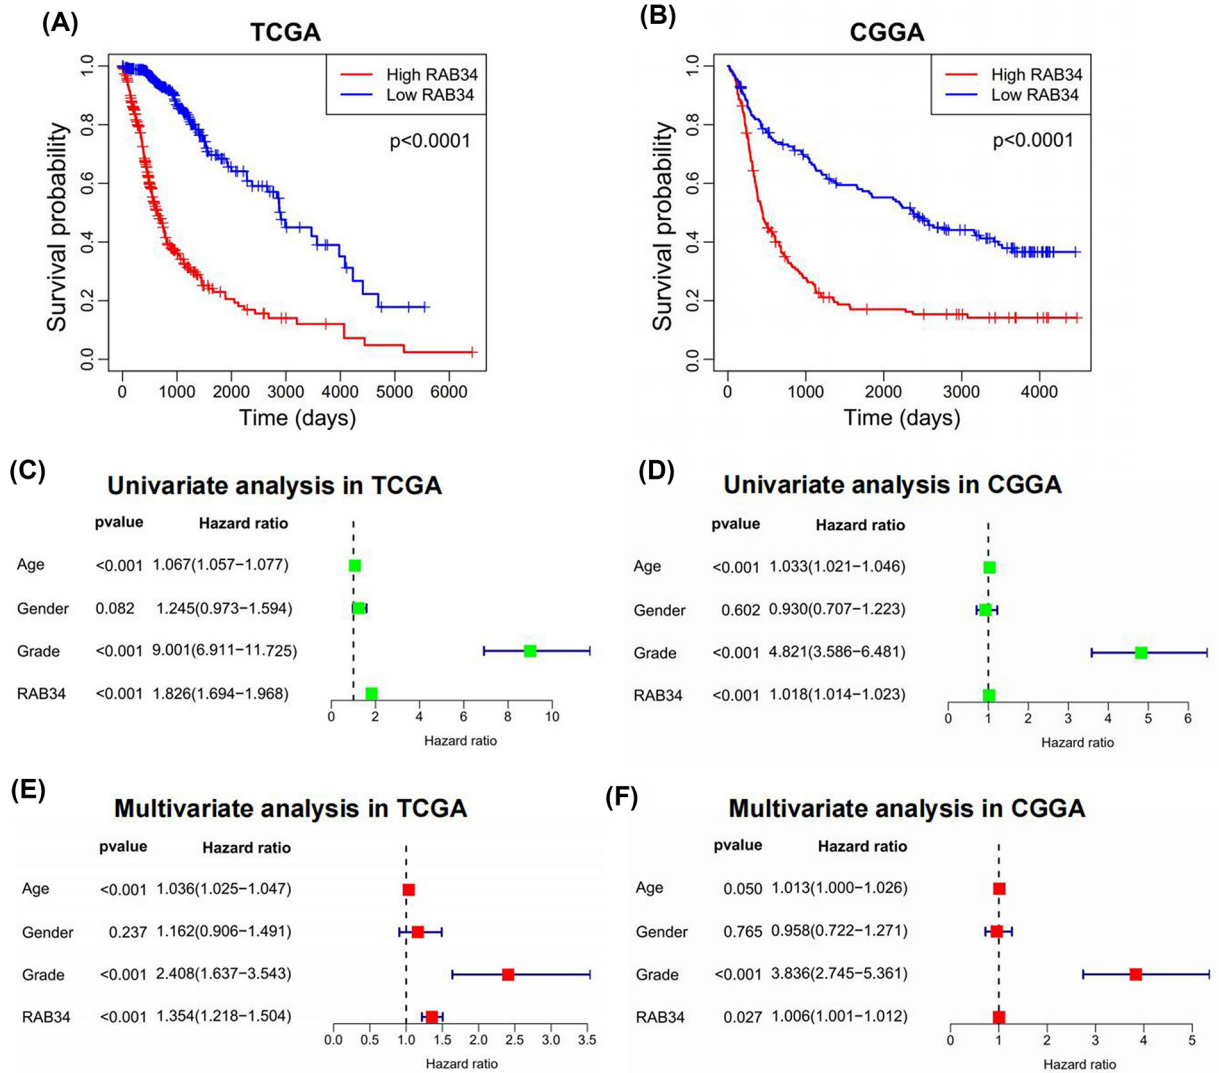 (A)
TCGA
High RAB34
Low RAB34
p<0.0001
Survival probability
0.0 0.2 0.4 0.6 0.8 1.0
0 1000 2000 3000 4000 5000 6000
Time (days)
(B)
CGGA
High RAB34
Low RAB34
p<0.0001
Survival probability
0.0 0.2 0.4 0.6 0.8 1.0
0 1000 2000 3000 4000
Time (days)
(C)
Univariate analysis in TCGA
pvalue Hazard ratio
Age <0.001 1.067(1.057−1.077)
Gender 0.082 1.245(0.973−1.594)
Grade <0.001 9.001(6.911−11.725)
RAB34 <0.001 1.826(1.694−1.968)
0 2 4 6 8 10
Hazard ratio
(D)
Univariate analysis in CGGA
pvalue Hazard ratio
Age <0.001 1.033(1.021−1.046)
Gender 0.602 0.930(0.707−1.223)
Grade <0.001 4.821(3.586−6.481)
RAB34 <0.001 1.018(1.014−1.023)
0 1 2 3 4 5 6
Hazard ratio
(E)
Multivariate analysis in TCGA
pvalue Hazard ratio
Age <0.001 1.036(1.025−1.047)
Gender 0.237 1.162(0.906−1.491)
Grade <0.001 2.408(1.637−3.543)
RAB34 <0.001 1.354(1.218−1.504)
0.0 0.5 1.0 1.5 2.0 2.5 3.0 3.5
Hazard ratio
(F)
Multivariate analysis in CGGA
pvalue Hazard ratio
Age 0.050 1.013(1.000−1.026)
Gender 0.765 0.958(0.722−1.271)
Grade <0.001 3.836(2.745−5.361)
RAB34 0.027 1.006(1.001−1.012)
0 1 2 3 4 5
Hazard ratio